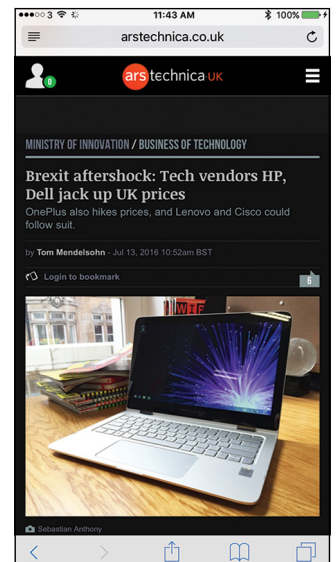 3 11:43 AM 100%
arstechnica.co.uk
0 ars technica UK
MINISTRY OF INNOVATION / BUSINESS OF TECHNOLOGY
Brexit aftershock: Tech vendors HP,
Dell jack up UK prices
OnePlus also hikes prices, and Lenovo and Cisco could
follow suit.
by Tom Mendelsohn - Jul 13, 2016 10:52am BST
Login to bookmark 6
WIF
Sebastian Anthony